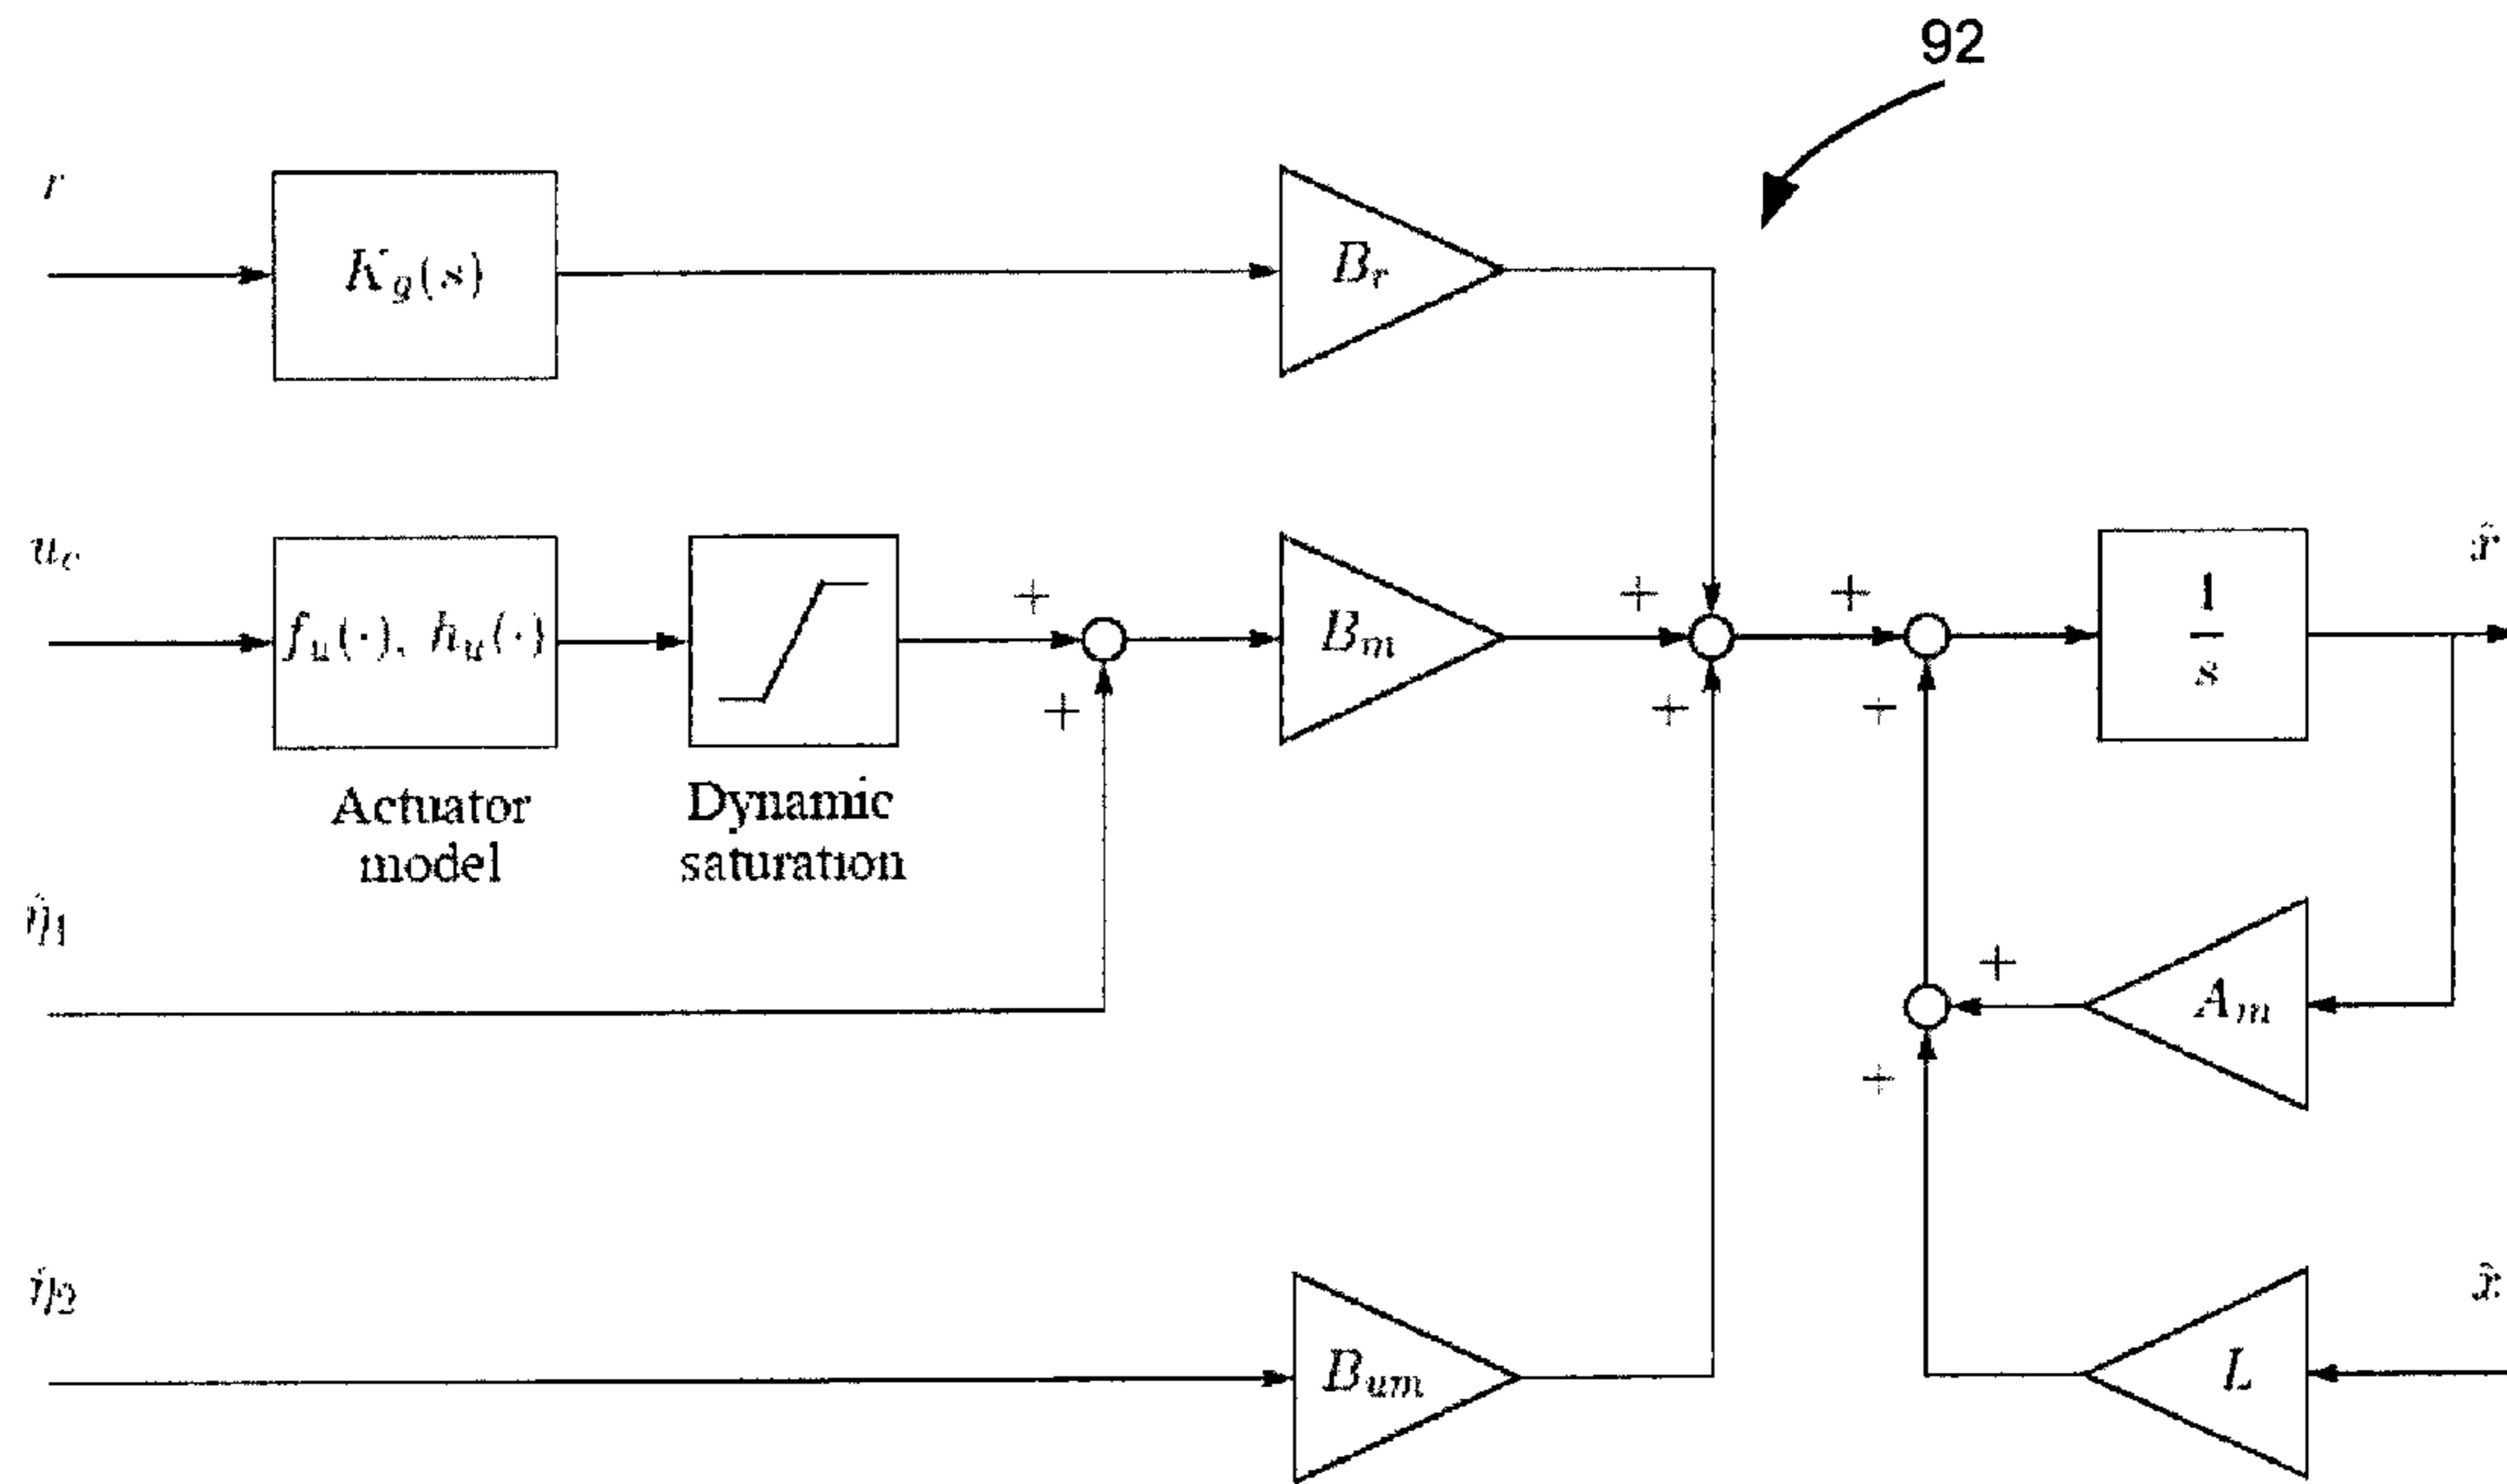 92
r
K_g(s)
B_r
u_c
f_u(·), h_u(·)
+
B_m
+
+
1
s
x̂
+
+
+
Actuator
model
Dynamic
saturation
η̂_1
+
A_m
+
η̂_2
B_um
L